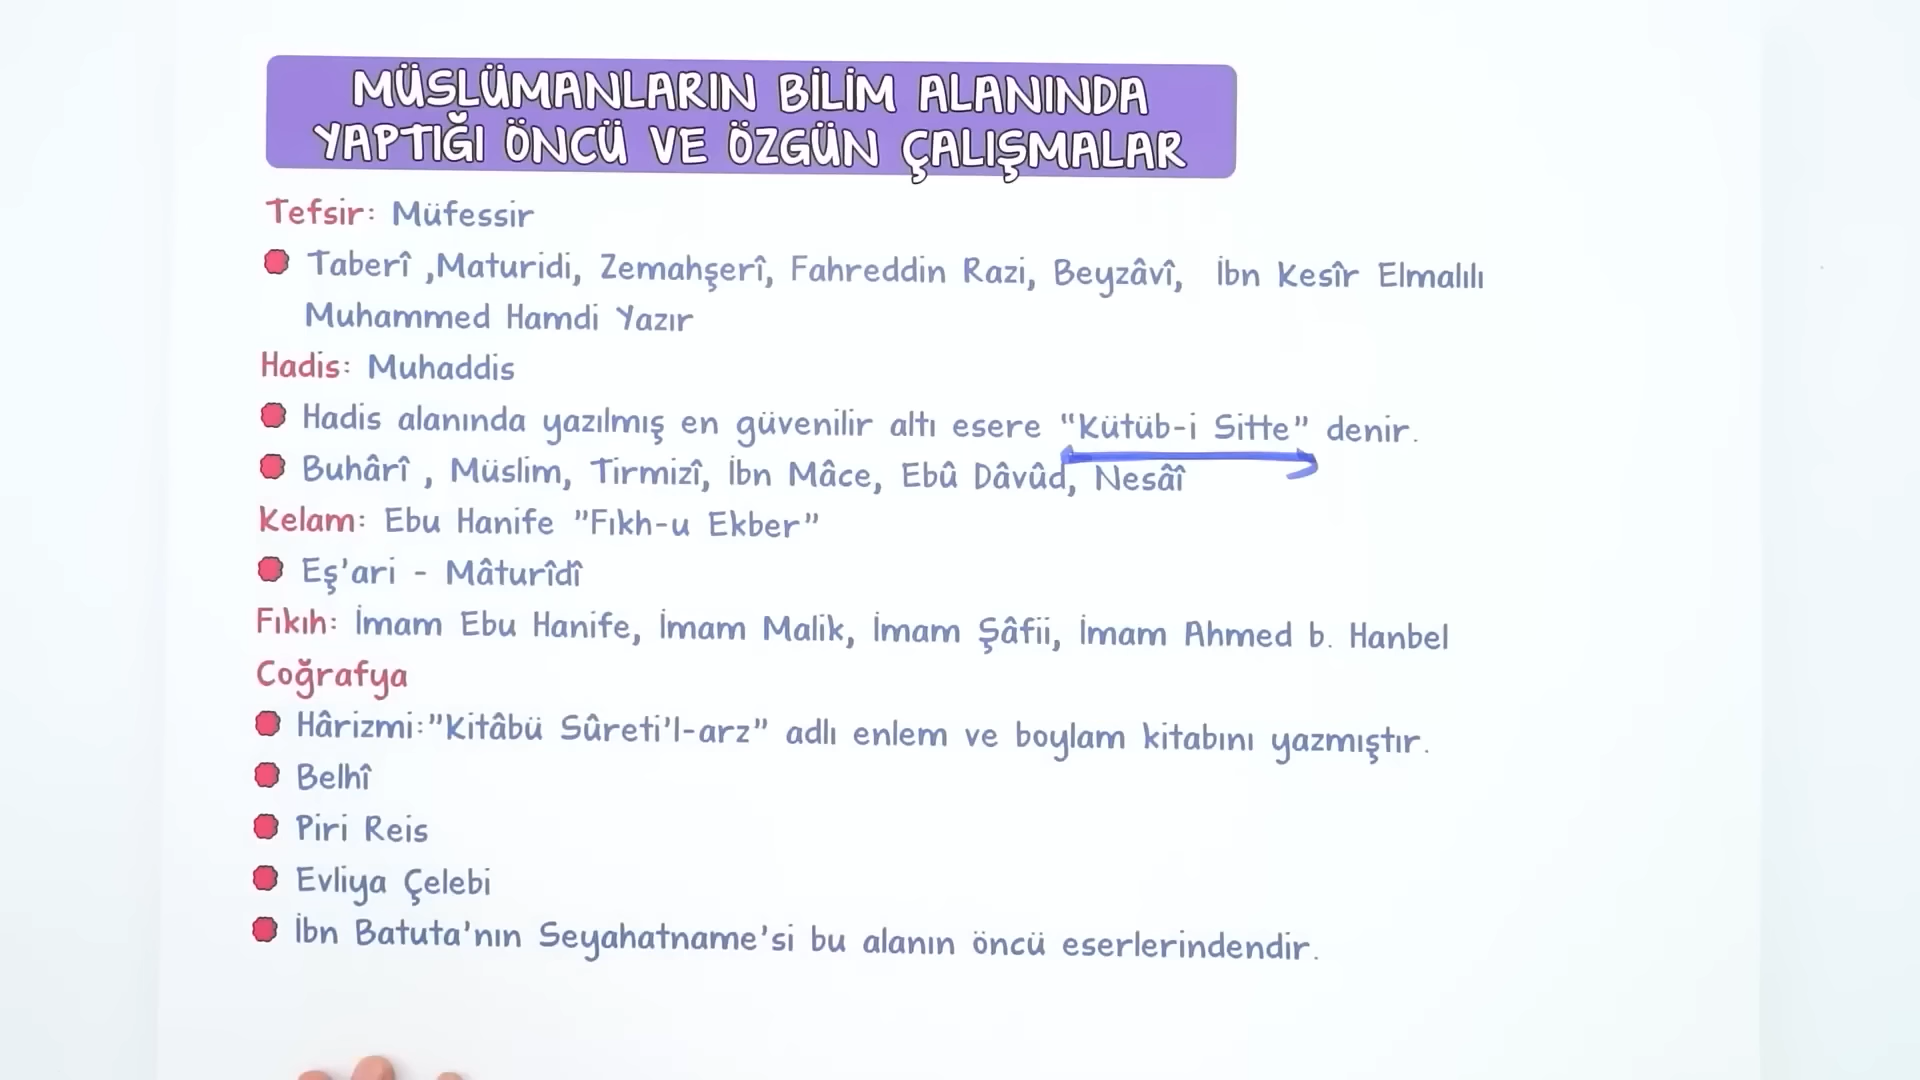 MÜSLÜMANLARIN BİLİM ALANINDA
YAPTIĞI ÖNCÜ VE ÖZGÜN ÇALIŞMALAR
Tefsir: Müfessir
Taberî ,Maturidi, Zemahşerî, Fahreddin Razi, Beyzâvî, İbn Kesîr Elmalılı
Muhammed Hamdi Yazır
Hadis: Muhaddis
Hadis alanında yazılmış en güvenilir altı esere "Kütüb-i Sitte" denir.
Buhârî , Müslim, Tirmizî, İbn Mâce, Ebû Dâvûd, Nesâî
Kelam: Ebu Hanife "Fıkh-u Ekber"
Eş'ari - Mâturîdî
Fıkıh: İmam Ebu Hanife, İmam Malik, İmam Şâfii, İmam Ahmed b. Hanbel
Coğrafya
Hârizmi:"Kitâbü Sûreti'l-arz" adlı enlem ve boylam kitabını yazmıştır.
Belhî
Piri Reis
Evliya Çelebi
İbn Batuta'nın Seyahatname'si bu alanın öncü eserlerindendir.